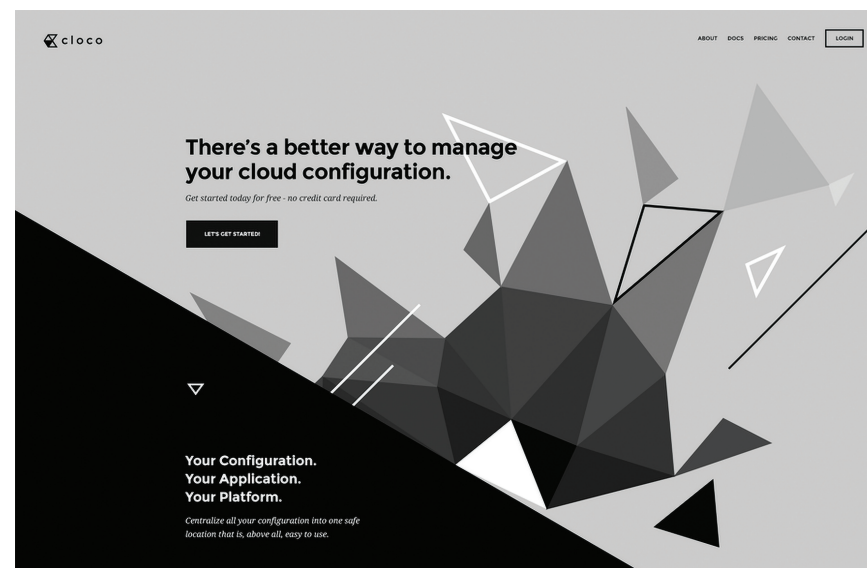 cloco
ABOUT DOCS PRICING CONTACT LOGIN
There's a better way to manage
your cloud configuration.
Get started today for free - no credit card required.
LET'S GET STARTED!
Your Configuration.
Your Application.
Your Platform.
Centralize all your configuration into one safe
location that is, above all, easy to use.